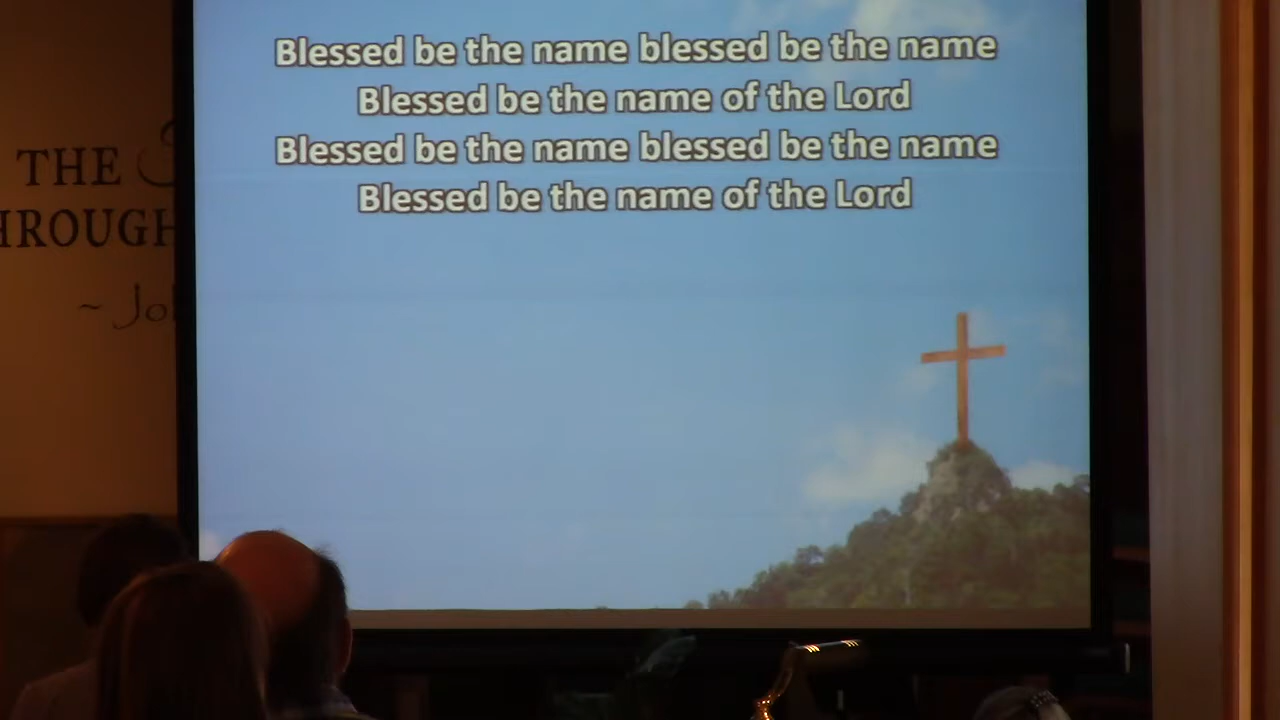 Blessed be the name blessed be the name
Blessed be the name of the Lord
Blessed be the name blessed be the name
Blessed be the name of the Lord
THE
HROUGH
~ Jo